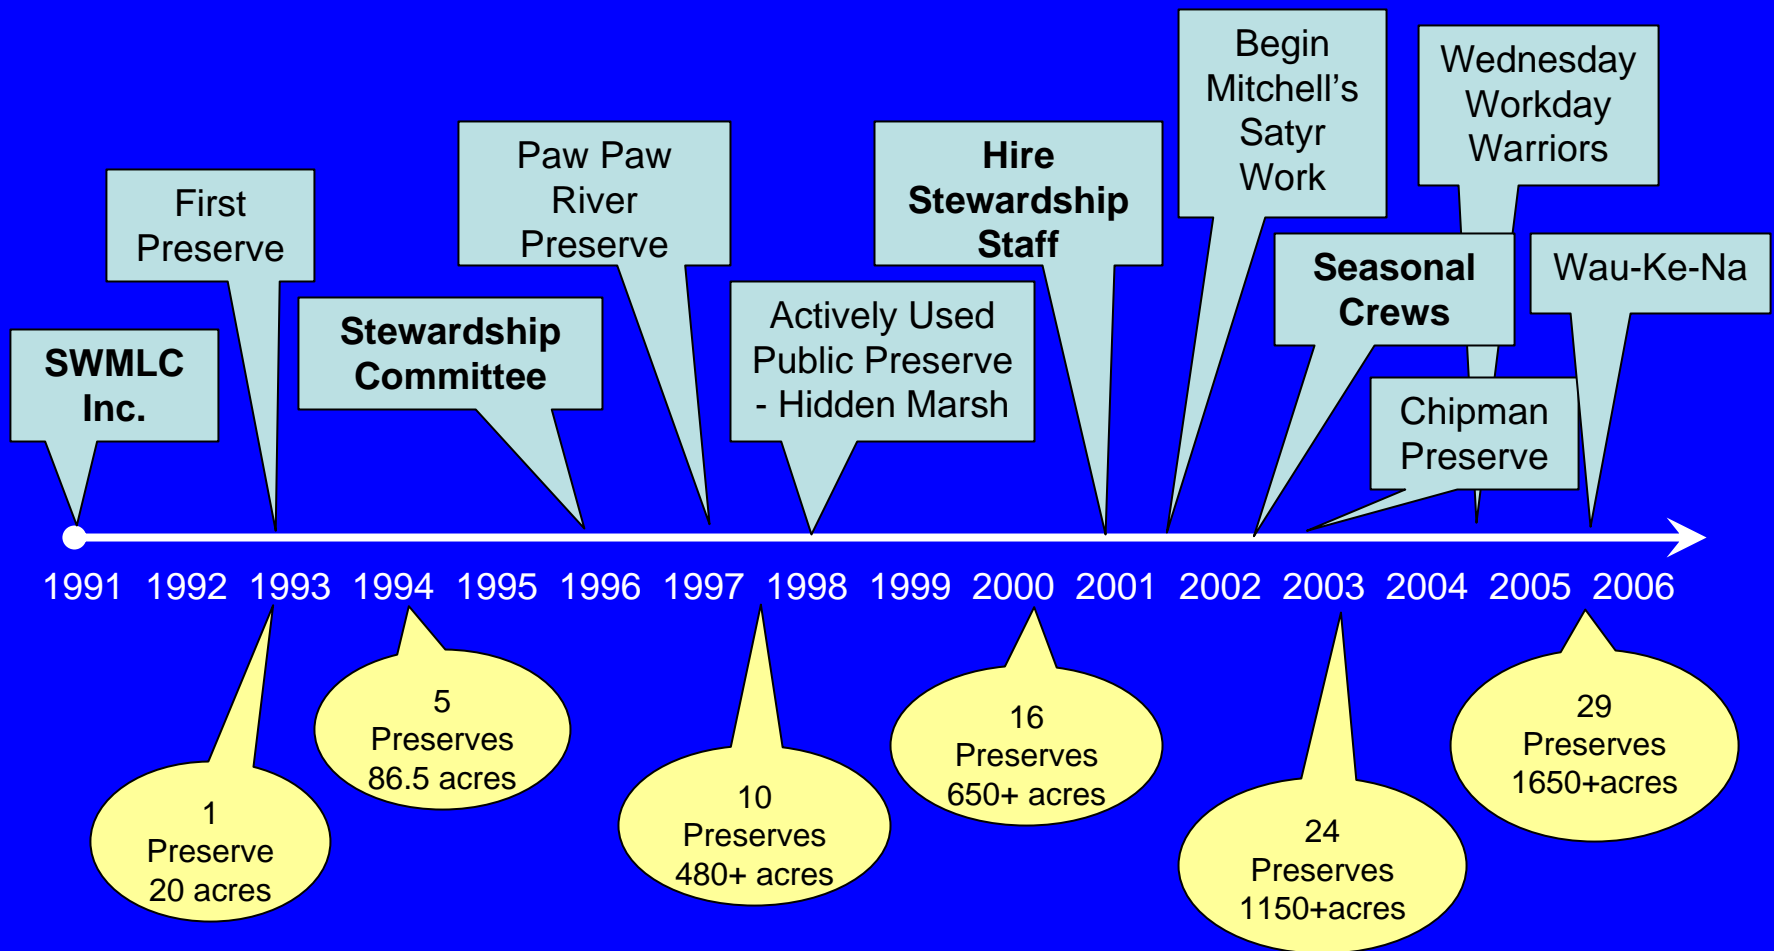 SWMLC
Inc.
First
Preserve
Stewardship
Committee
Paw Paw
River
Preserve
Actively Used
Public Preserve
- Hidden Marsh
Hire
Stewardship
Staff
Begin
Mitchell’s
Satyr
Work
Seasonal
Crews
Chipman
Preserve
Wednesday
Workday
Warriors
Wau-Ke-Na
1991 1992 1993 1994 1995 1996 1997 1998 1999 2000 2001 2002 2003 2004 2005 2006
1
Preserve
20 acres
5
Preserves
86.5 acres
10
Preserves
480+ acres
16
Preserves
650+ acres
24
Preserves
1150+acres
29
Preserves
1650+acres